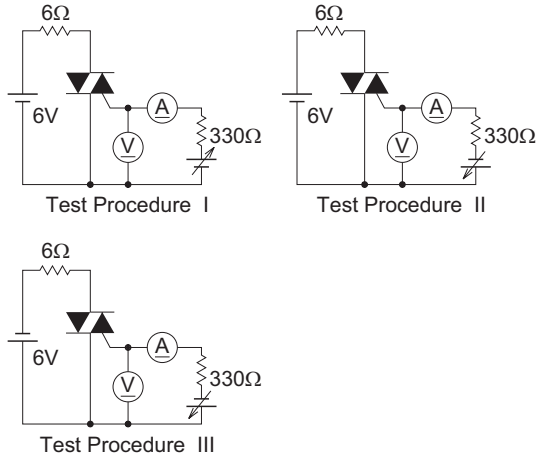 6Ω
6V
A
V
330Ω
Test Procedure I
6Ω
6V
A
V
330Ω
Test Procedure II
6Ω
6V
A
V
330Ω
Test Procedure III